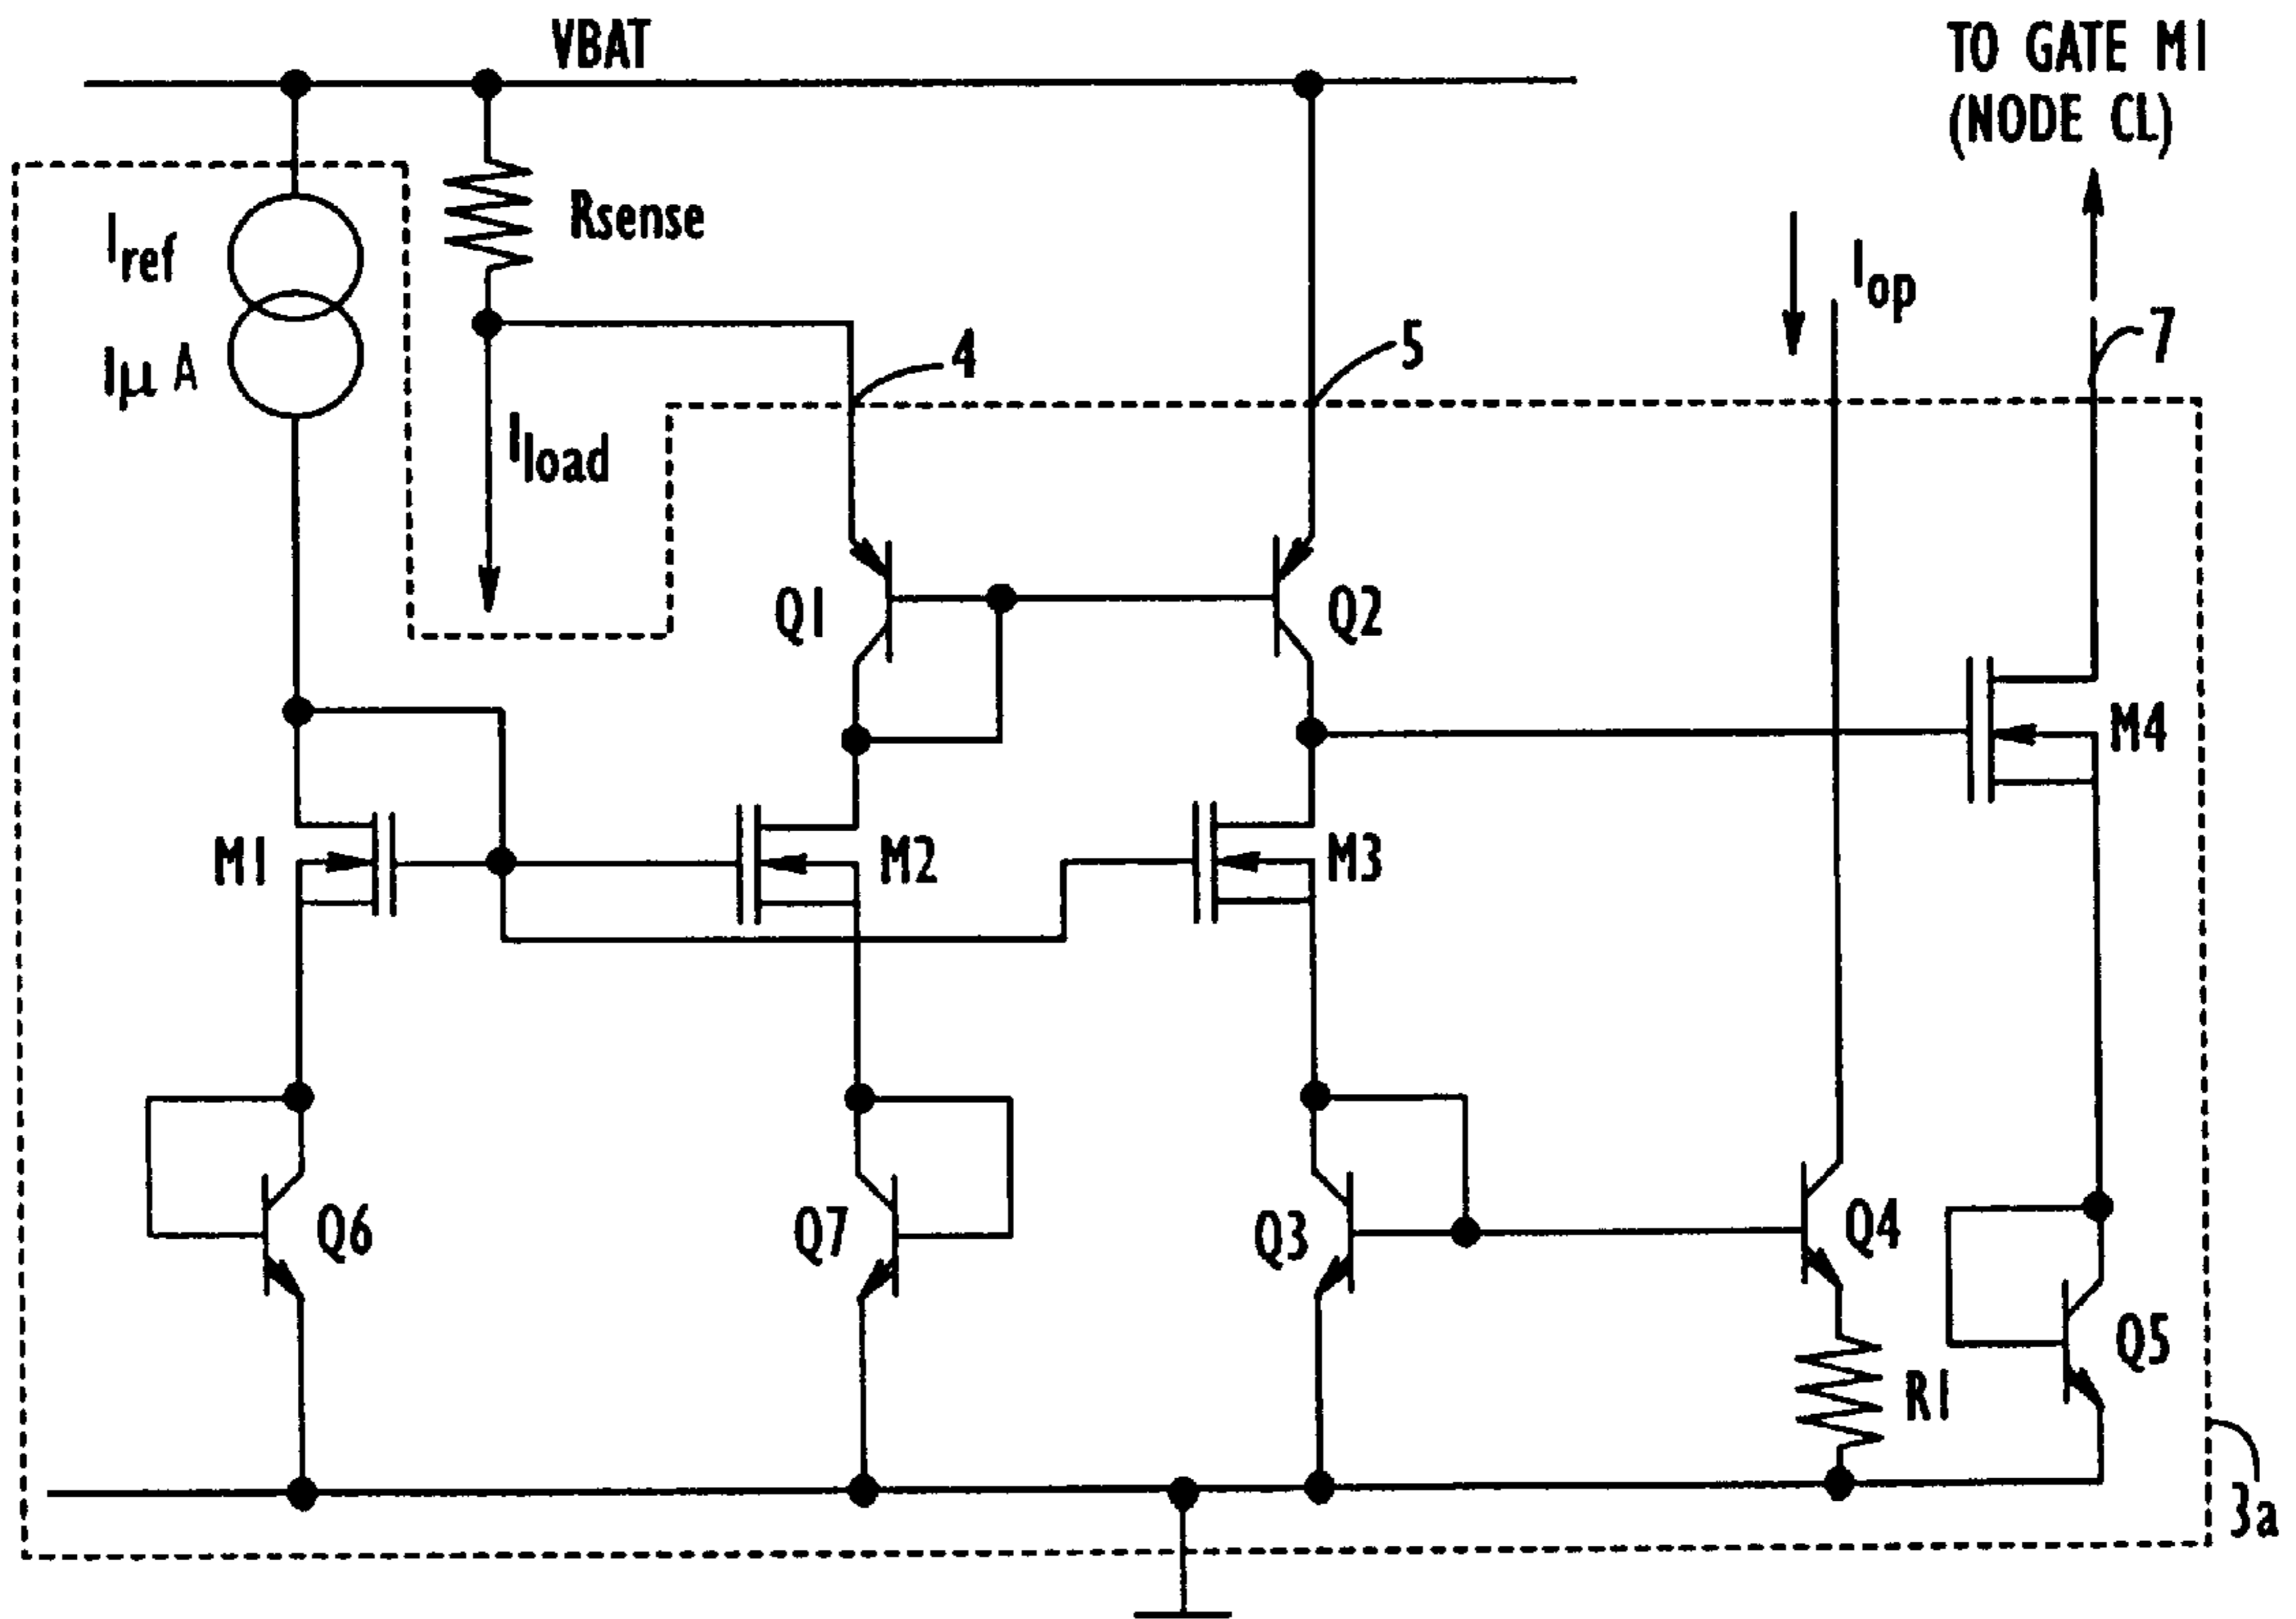 VBAT
TO GATE M1
(NODE CL)
Iref
1μ A
Rsense
Iop
7
4
5
Iload
Q1
Q2
M4
M1
M2
M3
Q6
Q7
Q3
Q4
Q5
R1
3a